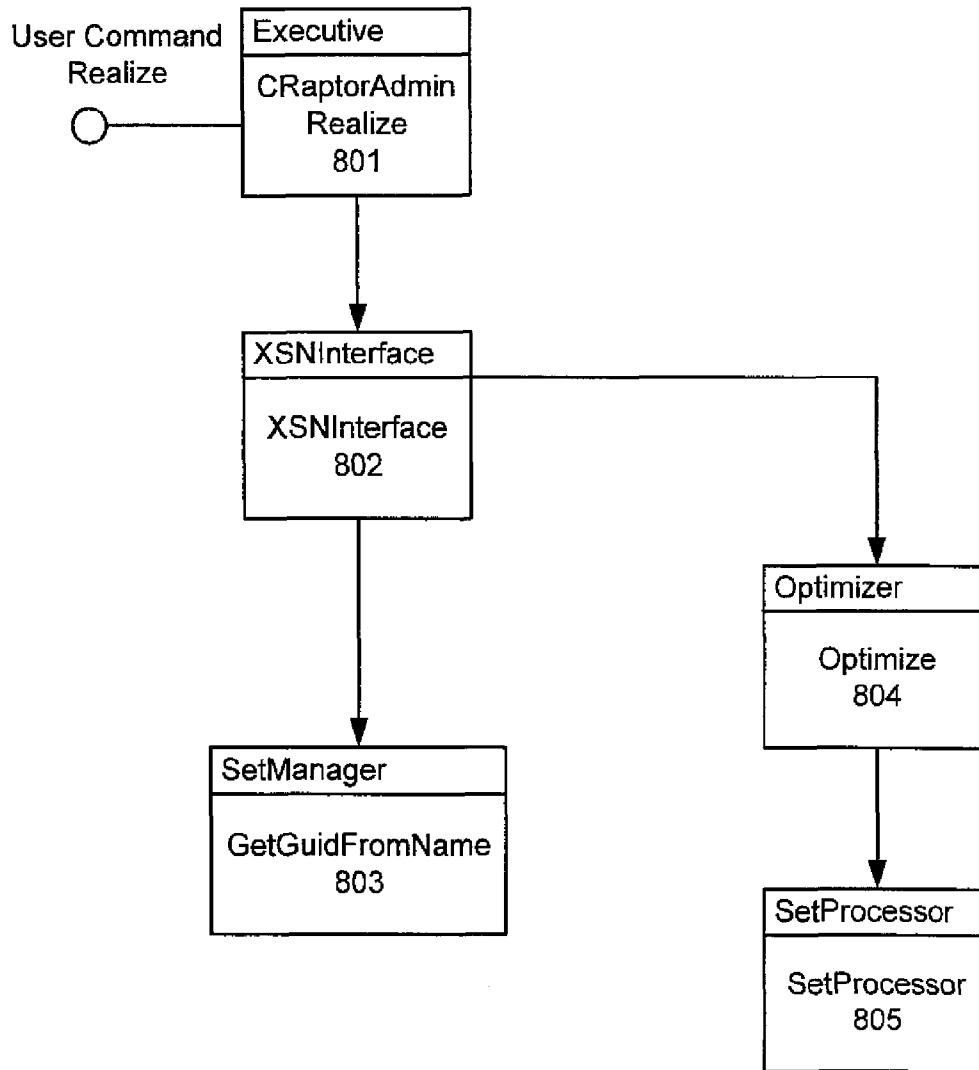 User Command
Realize
Executive
CRaptorAdmin
Realize
801
XSNInterface
XSNInterface
802
Optimizer
Optimize
804
SetManager
GetGuidFromName
803
SetProcessor
SetProcessor
805